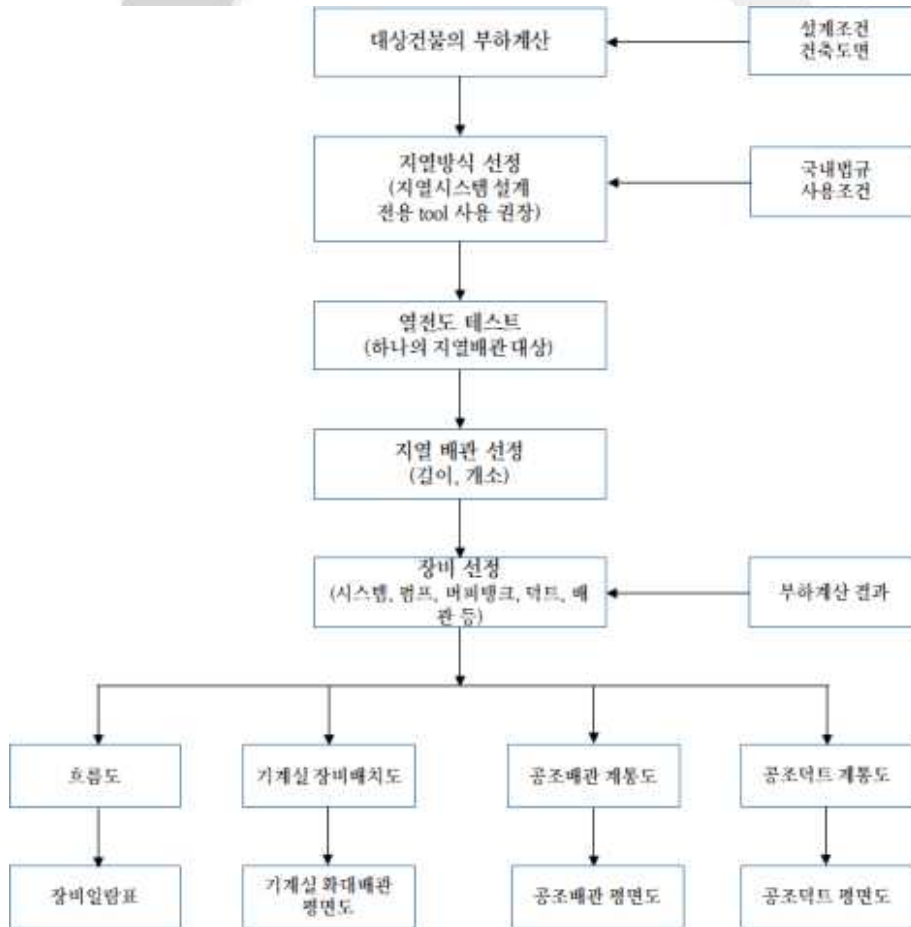 대상건물의 부하계산
설계조건
건축도면
지열방식 선정
(지열시스템 설계
전용 tool 사용 권장)
국내법규
사용조건
열전도 테스트
(하나의 지열배관 대상)
지열 배관 선정
(길이, 개소)
장비 선정
(시스템, 펌프, 버퍼탱크, 덕트, 배
관 등)
부하계산 결과
흐름도
기계실 장비배치도
공조배관 계통도
공조덕트 계통도
장비일람표
기계실 확대배관
평면도
공조배관 평면도
공조덕트 평면도